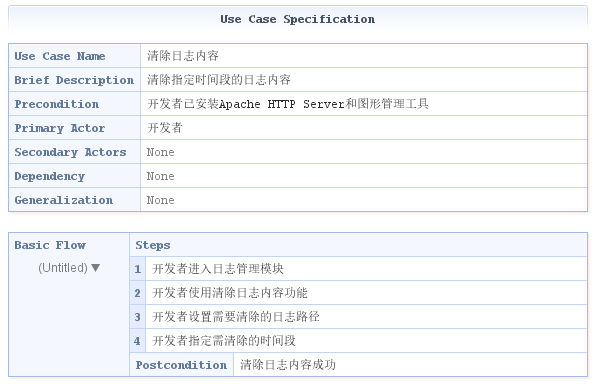 Use Case Specification
Use Case Name 清除日志内容
Brief Description 清除指定时间段的日志内容
Precondition 开发者已安装Apache HTTP Server和图形管理工具
Primary Actor 开发者
Secondary Actors None
Dependency None
Generalization None
Basic Flow Steps
(Untitled) ▼ 1 开发者进入日志管理模块
2 开发者使用清除日志内容功能
3 开发者设置需要清除的日志路径
4 开发者指定需清除的时间段
Postcondition 清除日志内容成功